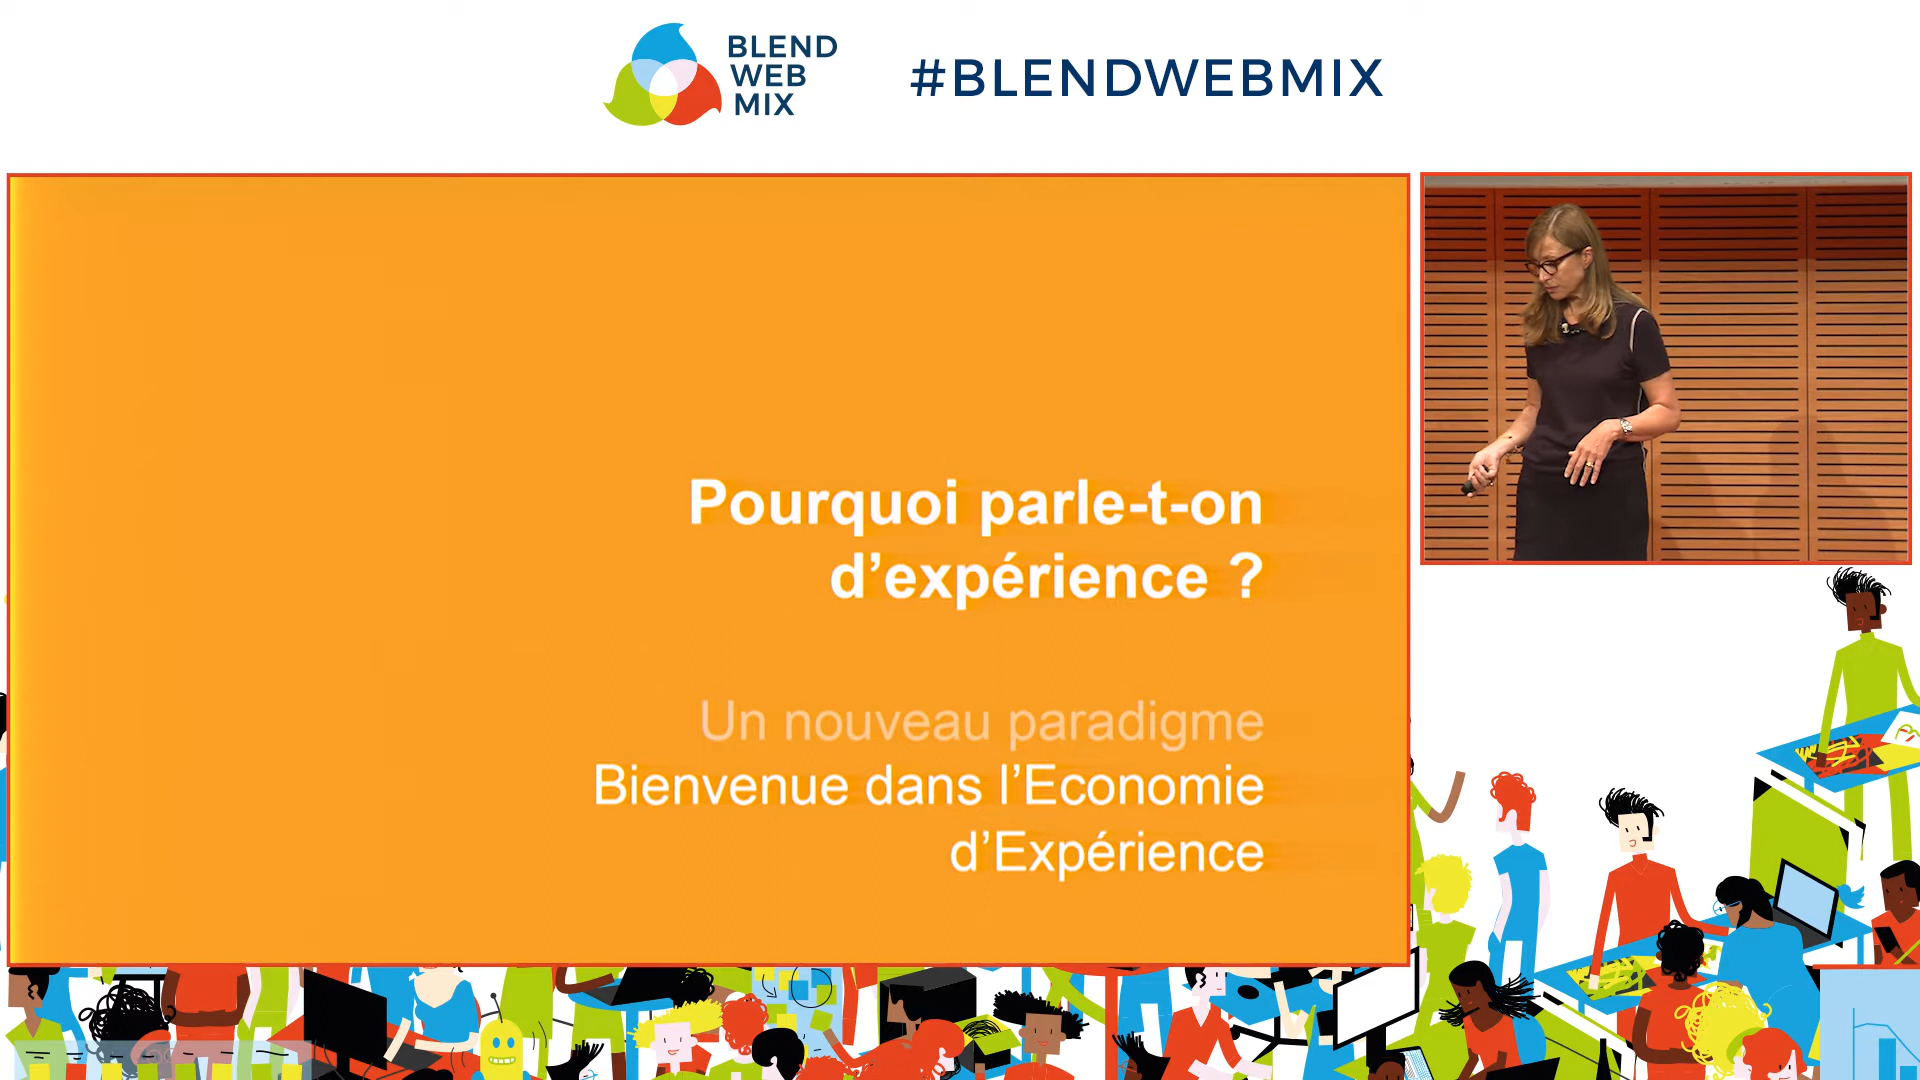 BLEND
WEB
MIX
#BLENDWEBMIX
Pourquoi parle-t-on
d’expérience ?
Un nouveau paradigme
Bienvenue dans l’Economie
d’Expérience